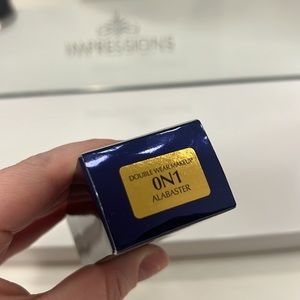 IMPRESSIONS
DOUBLE WEAR MAKEUP
0N1
ALABASTER